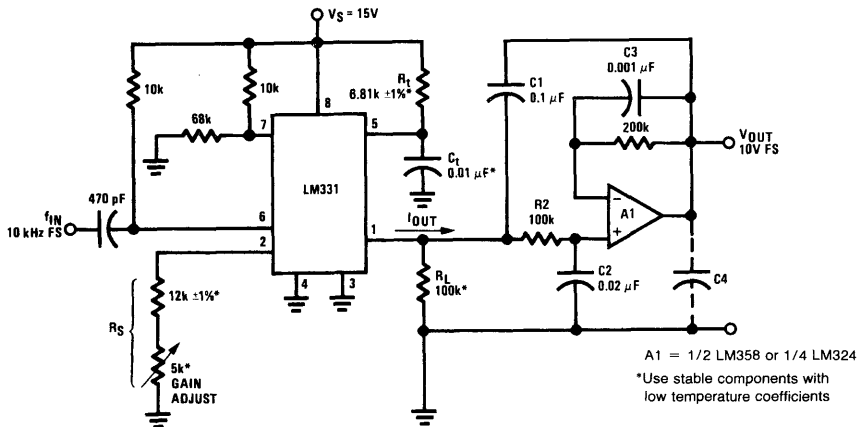 VS = 15V
10k
10k
Rt
6.81k ±1%*
68k
7
8
5
Ct
0.01 µF*
LM331
470 pF
fIN
10 kHz FS
6
2
1
IOUT
4
3
12k ±1%*
RS
5k*
GAIN
ADJUST
RL
100k*
C1
0.1 µF
C3
0.001 µF
200k
VOUT
10V FS
R2
100k
−
A1
+
C2
0.02 µF
C4
A1 = 1/2 LM358 or 1/4 LM324
*Use stable components with
low temperature coefficients